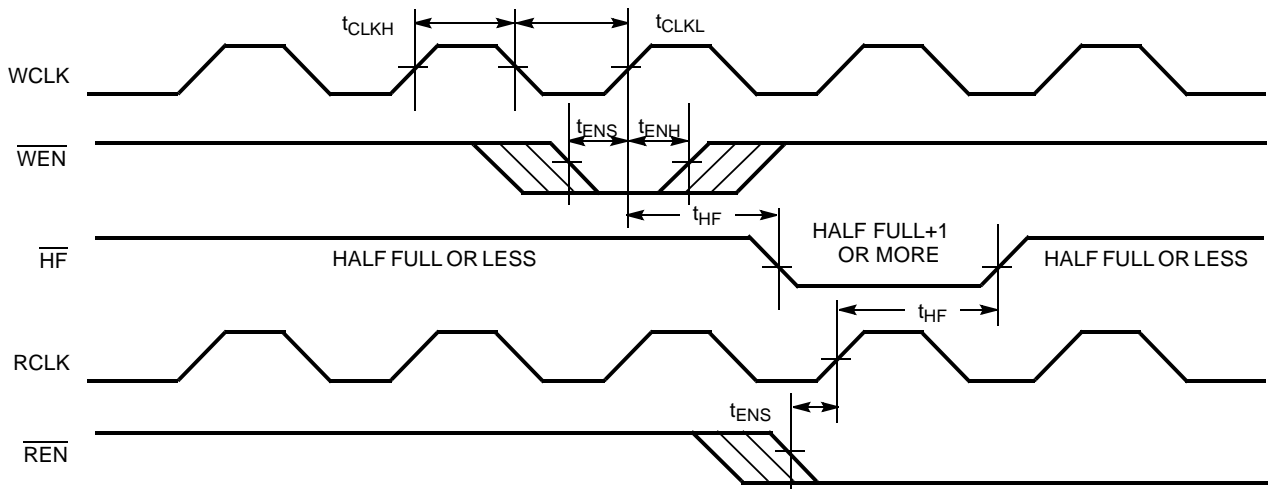 tCLKH
tCLKL
WCLK
tENS
tENH
WEN
tHF
HF
HALF FULL OR LESS
HALF FULL+1
OR MORE
HALF FULL OR LESS
tHF
RCLK
tENS
REN